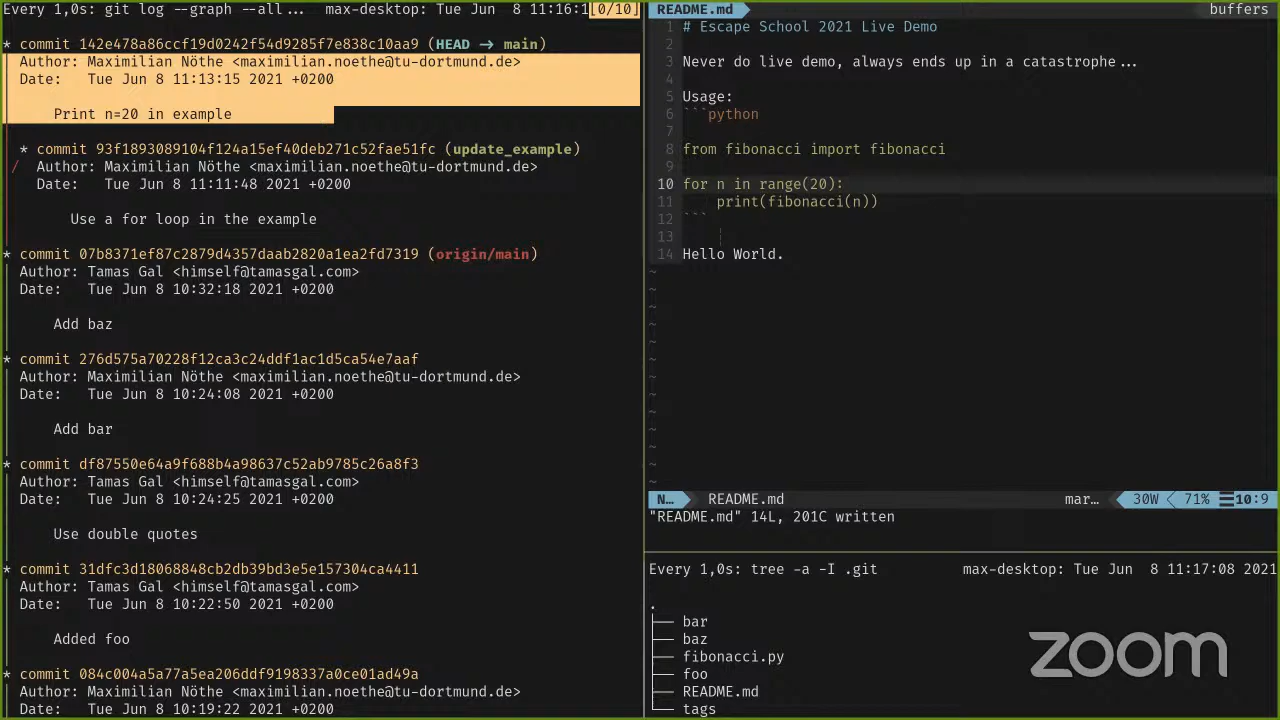 Every 1,0s: git log --graph --all... max-desktop: Tue Jun 8 11:16:1[0/10]
* commit 142e478a86ccf19d0242f54d9285f7e838c10aa9 (HEAD -> main)
Author: Maximilian Nöthe <maximilian.noethe@tu-dortmund.de>
Date: Tue Jun 8 11:13:15 2021 +0200
Print n=20 in example
* commit 93f1893089104f124a15ef40deb271c52fae51fc (update_example)
/ Author: Maximilian Nöthe <maximilian.noethe@tu-dortmund.de>
Date: Tue Jun 8 11:11:48 2021 +0200
Use a for loop in the example
* commit 07b8371ef87c2879d4357daab2820a1ea2fd7319 (origin/main)
Author: Tamas Gal <himself@tamasgal.com>
Date: Tue Jun 8 10:32:18 2021 +0200
Add baz
* commit 276d575a70228f12ca3c24ddf1ac1d5ca54e7aaf
Author: Maximilian Nöthe <maximilian.noethe@tu-dortmund.de>
Date: Tue Jun 8 10:24:08 2021 +0200
Add bar
* commit df87550e64a9f688b4a98637c52ab9785c26a8f3
Author: Tamas Gal <himself@tamasgal.com>
Date: Tue Jun 8 10:24:25 2021 +0200
Use double quotes
* commit 31dfc3d18068848cb2db39bd3e5e157304ca4411
Author: Tamas Gal <himself@tamasgal.com>
Date: Tue Jun 8 10:22:50 2021 +0200
Added foo
* commit 084c004a5a77a5ea206ddf9198337a0ce01ad49a
Author: Maximilian Nöthe <maximilian.noethe@tu-dortmund.de>
Date: Tue Jun 8 10:19:22 2021 +0200
README.md buffers
1 # Escape School 2021 Live Demo
2
3 Never do live demo, always ends up in a catastrophe...
4
5 Usage:
6 ```python
7
8 from fibonacci import fibonacci
9
10 for n in range(20):
11 print(fibonacci(n))
12 ```
13
14 Hello World.
~
~
~
~
~
~
~
~
~
~
~
~
~
N… README.md mar… 30W 71% 10:9
"README.md" 14L, 201C written
Every 1,0s: tree -a -I .git max-desktop: Tue Jun 8 11:17:08 2021
.
├── bar
├── baz
├── fibonacci.py
├── foo
├── README.md
└── tags
zoom